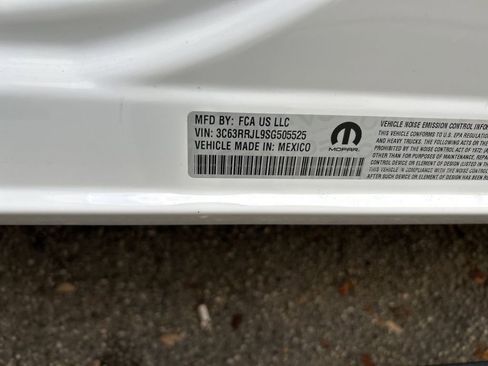 MFD BY: FCA US LLC
VIN: 3C63RRJL9SG505525
VEHICLE MADE IN: MEXICO
MOPAR
VEHICLE NOISE EMISSION CONTROL INFORMAT
THIS VEHICLE CONFORMS TO U.S. EPA REGULATIONS
AND HEAVY TRUCKS. THE FOLLOWING ACTS OR THE
PROHIBITED BY THE NOISE CONTROL ACT OF 1972. (A
OTHER THAN FOR PURPOSES OF MAINTENANCE, REPAIR
CONTROL DEVICE OR ELEMENT OF DESIGN
THIS VEHICLE IN COMPLIANCE WITH THE NOISE CONTROL
AFTER SUCH DEVICE OR ELEMENT OF DESIGN HAS BEEN